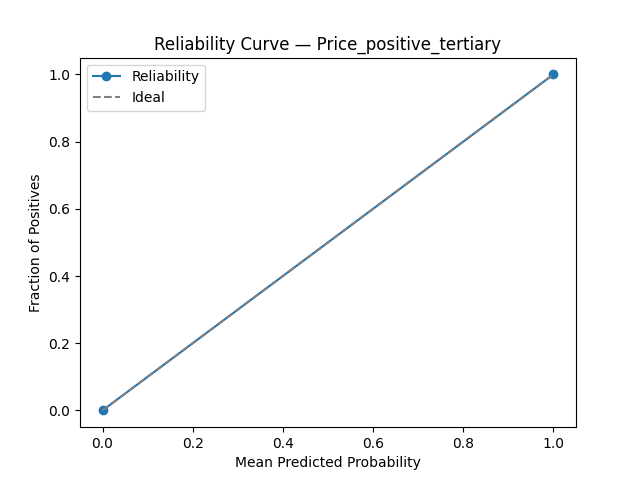 Reliability Curve — Price_positive_tertiary
Reliability
Ideal
Fraction of Positives
1.0
0.8
0.6
0.4
0.2
0.0
0.0 0.2 0.4 0.6 0.8 1.0
Mean Predicted Probability